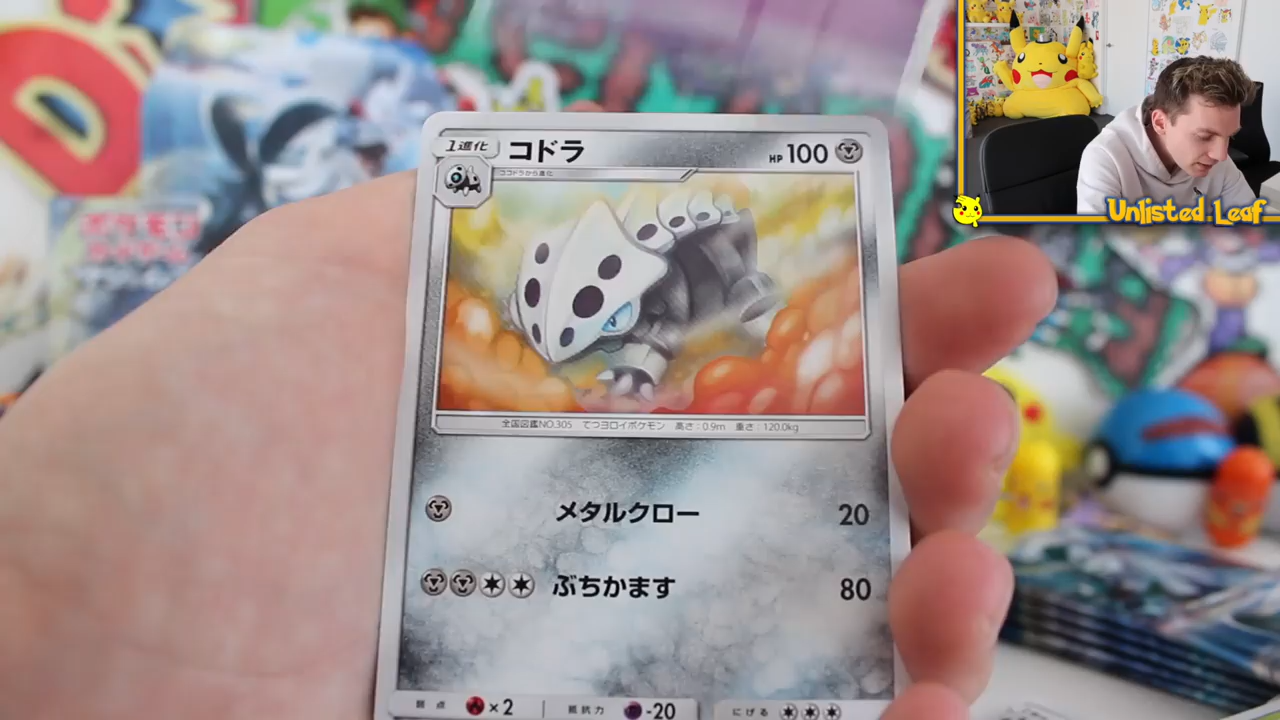 1進化 コドラ HP 100
ココドラから進化
Unlisted Leaf
全国図鑑NO.305 てつヨロイポケモン 高さ：0.9m 重さ：120.0kg
メタルクロー 20
ぶちかます 80
弱点 ×2 抵抗力 -20 にげる